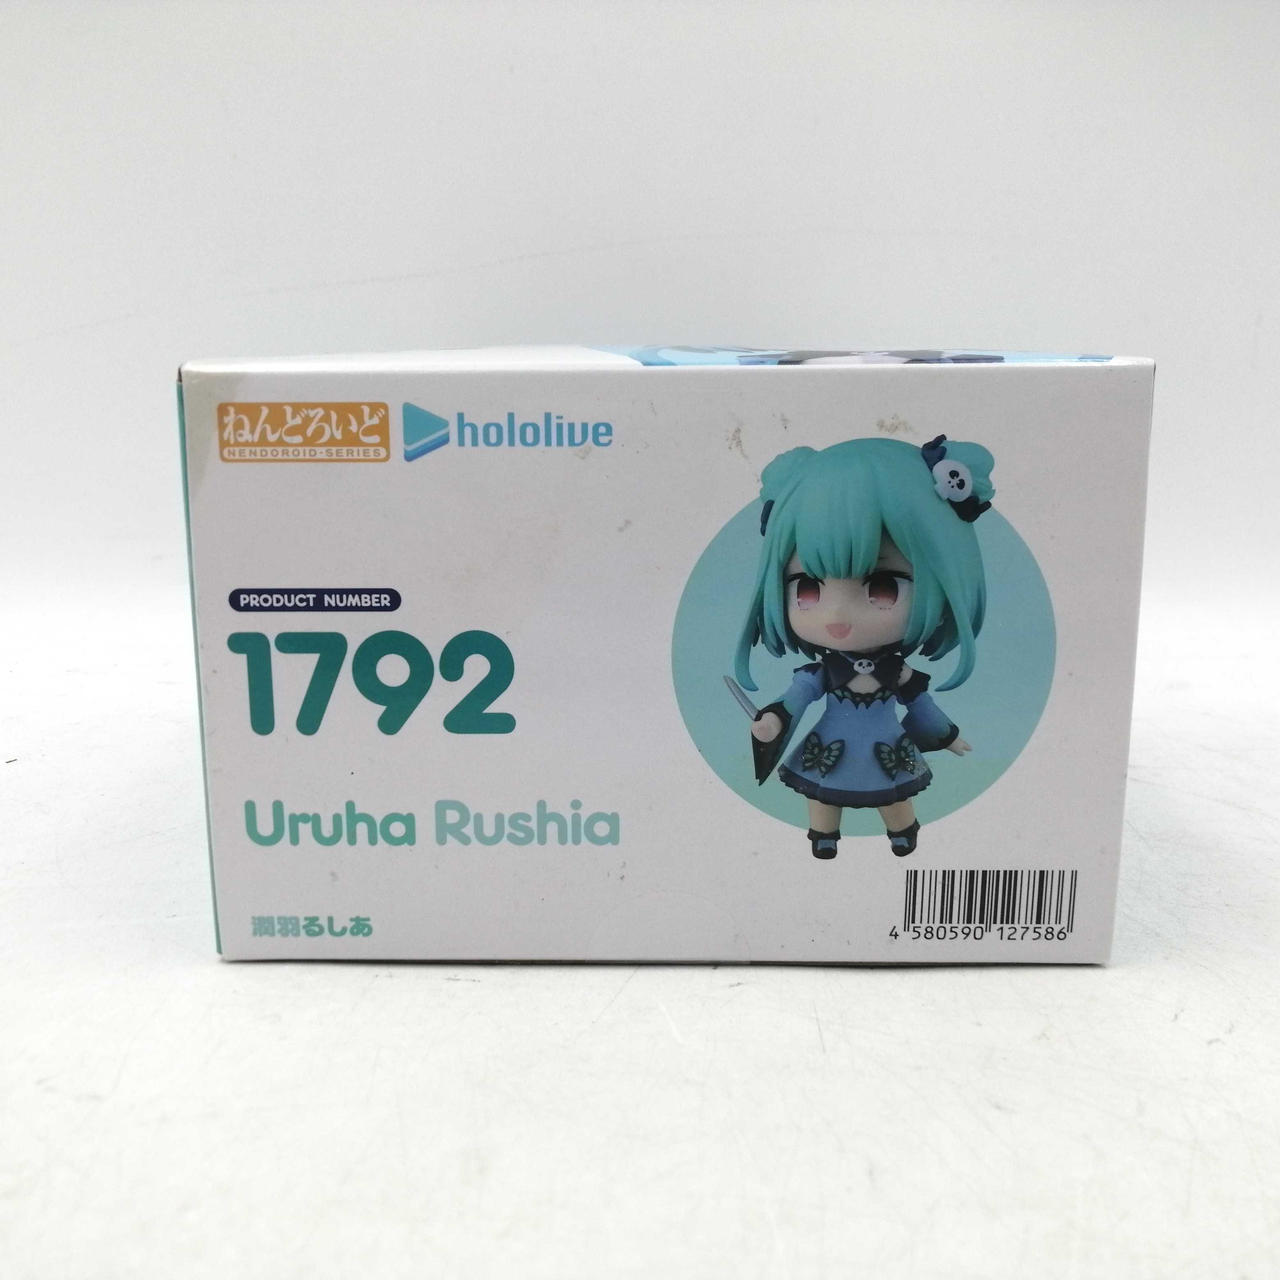 ねんどろいど
NENDOROID-SERIES
hololive
PRODUCT NUMBER
1792
Uruha Rushia
潤羽るしあ
4 580590 127586